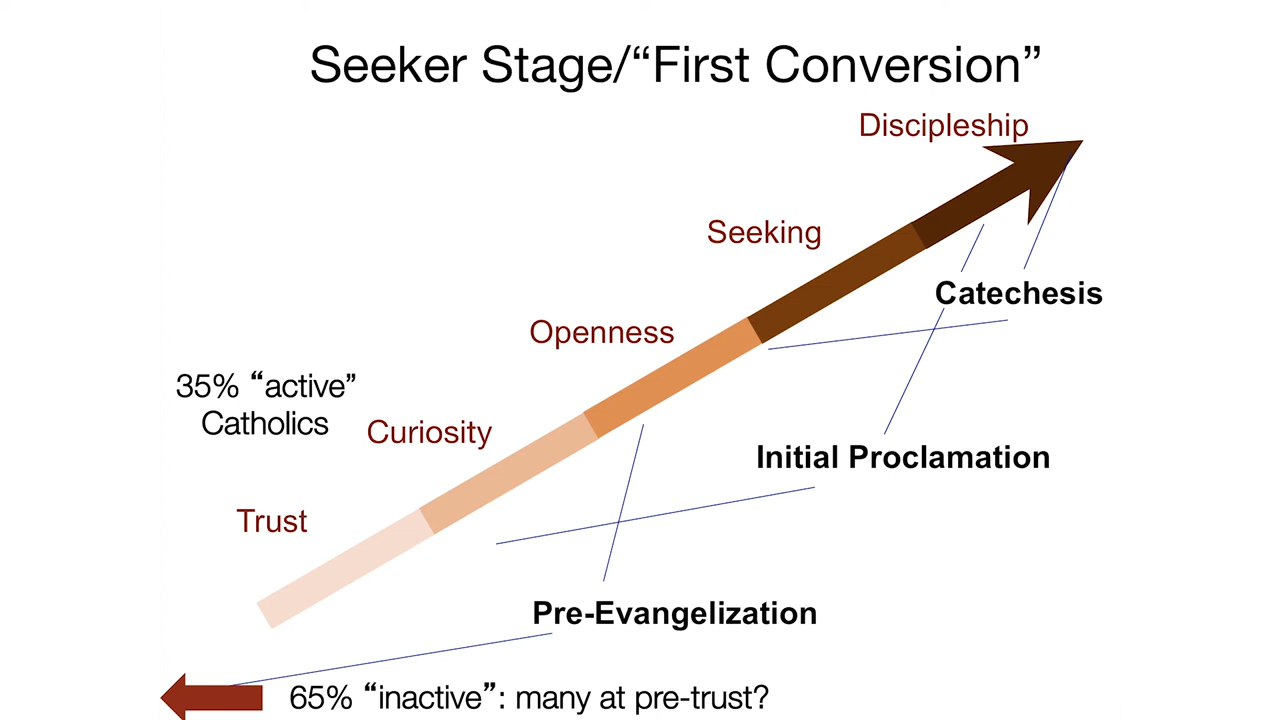 Seeker Stage/“First Conversion”
Discipleship
Seeking
Catechesis
Openness
35% “active”
Catholics
Curiosity
Initial Proclamation
Trust
Pre-Evangelization
65% “inactive”: many at pre-trust?